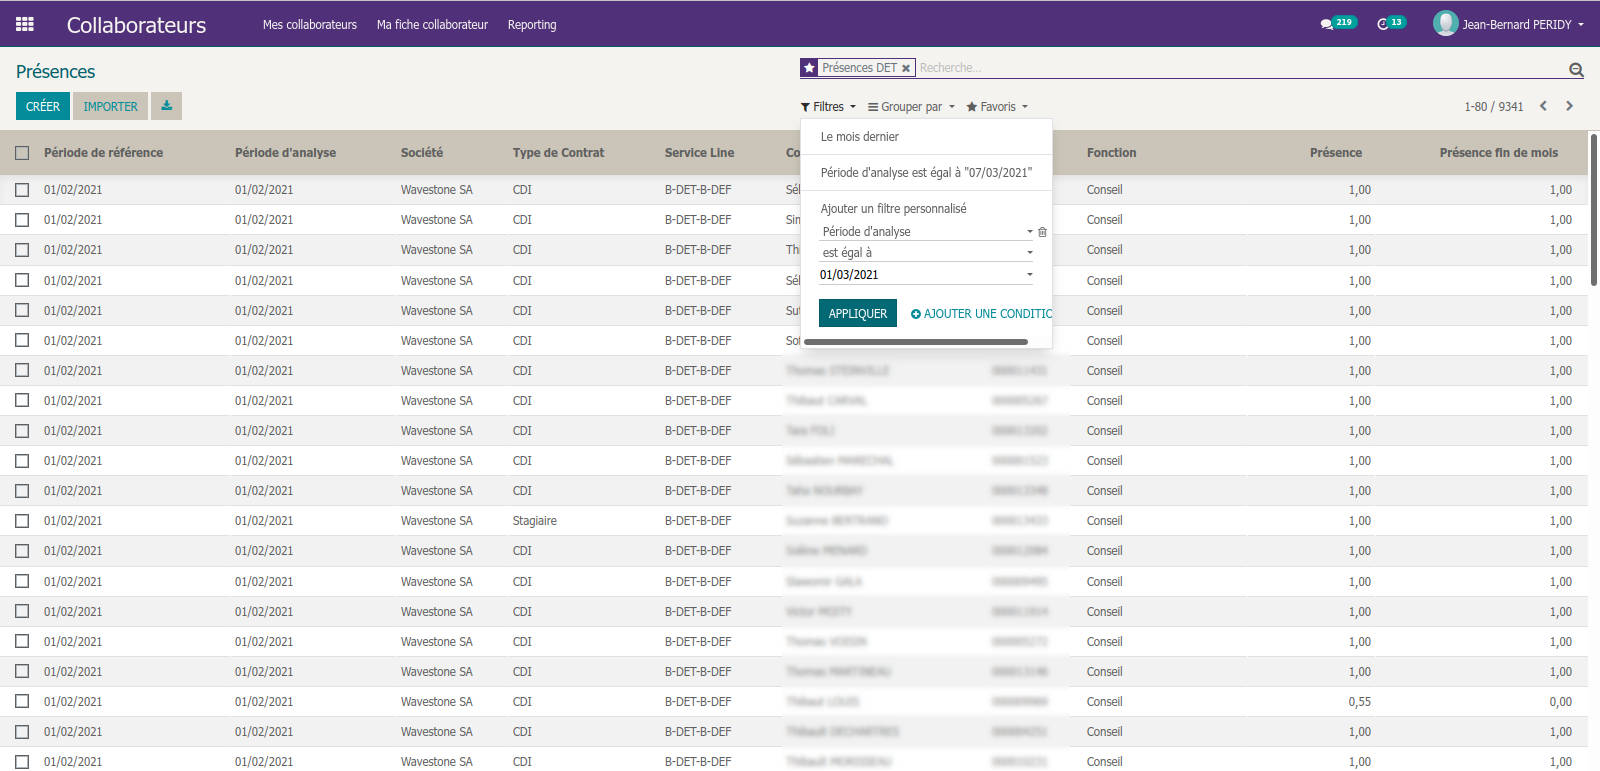 Collaborateurs Mes collaborateurs Ma fiche collaborateur Reporting 219 13 Jean-Bernard PERIDY
Présences
Présences DET Recherche...
CRÉER IMPORTER
Filtres Grouper par Favoris 1-80 / 9341
Le mois dernier
Période d'analyse est égal à "07/03/2021"
Ajouter un filtre personnalisé
Période d'analyse
est égal à
01/03/2021
APPLIQUER AJOUTER UNE CONDITIO
Période de référence Période d'analyse Société Type de Contrat Service Line Co Fonction Présence Présence fin de mois
01/02/2021 01/02/2021 Wavestone SA CDI B-DET-B-DEF Sél Conseil 1,00 1,00
01/02/2021 01/02/2021 Wavestone SA CDI B-DET-B-DEF Sim Conseil 1,00 1,00
01/02/2021 01/02/2021 Wavestone SA CDI B-DET-B-DEF Thi Conseil 1,00 1,00
01/02/2021 01/02/2021 Wavestone SA CDI B-DET-B-DEF Sél Conseil 1,00 1,00
01/02/2021 01/02/2021 Wavestone SA CDI B-DET-B-DEF Conseil 1,00 1,00
01/02/2021 01/02/2021 Wavestone SA CDI B-DET-B-DEF Conseil 1,00 1,00
01/02/2021 01/02/2021 Wavestone SA CDI B-DET-B-DEF Conseil 1,00 1,00
01/02/2021 01/02/2021 Wavestone SA CDI B-DET-B-DEF Conseil 1,00 1,00
01/02/2021 01/02/2021 Wavestone SA CDI B-DET-B-DEF Conseil 1,00 1,00
01/02/2021 01/02/2021 Wavestone SA CDI B-DET-B-DEF Conseil 1,00 1,00
01/02/2021 01/02/2021 Wavestone SA CDI B-DET-B-DEF Conseil 1,00 1,00
01/02/2021 01/02/2021 Wavestone SA Stagiaire B-DET-B-DEF Conseil 1,00 1,00
01/02/2021 01/02/2021 Wavestone SA CDI B-DET-B-DEF Conseil 1,00 1,00
01/02/2021 01/02/2021 Wavestone SA CDI B-DET-B-DEF Conseil 1,00 1,00
01/02/2021 01/02/2021 Wavestone SA CDI B-DET-B-DEF Conseil 1,00 1,00
01/02/2021 01/02/2021 Wavestone SA CDI B-DET-B-DEF Conseil 1,00 1,00
01/02/2021 01/02/2021 Wavestone SA CDI B-DET-B-DEF Conseil 1,00 1,00
01/02/2021 01/02/2021 Wavestone SA CDI B-DET-B-DEF Conseil 0,55 0,00
01/02/2021 01/02/2021 Wavestone SA CDI B-DET-B-DEF Conseil 1,00 1,00
01/02/2021 01/02/2021 Wavestone SA CDI B-DET-B-DEF Conseil 1,00 1,00